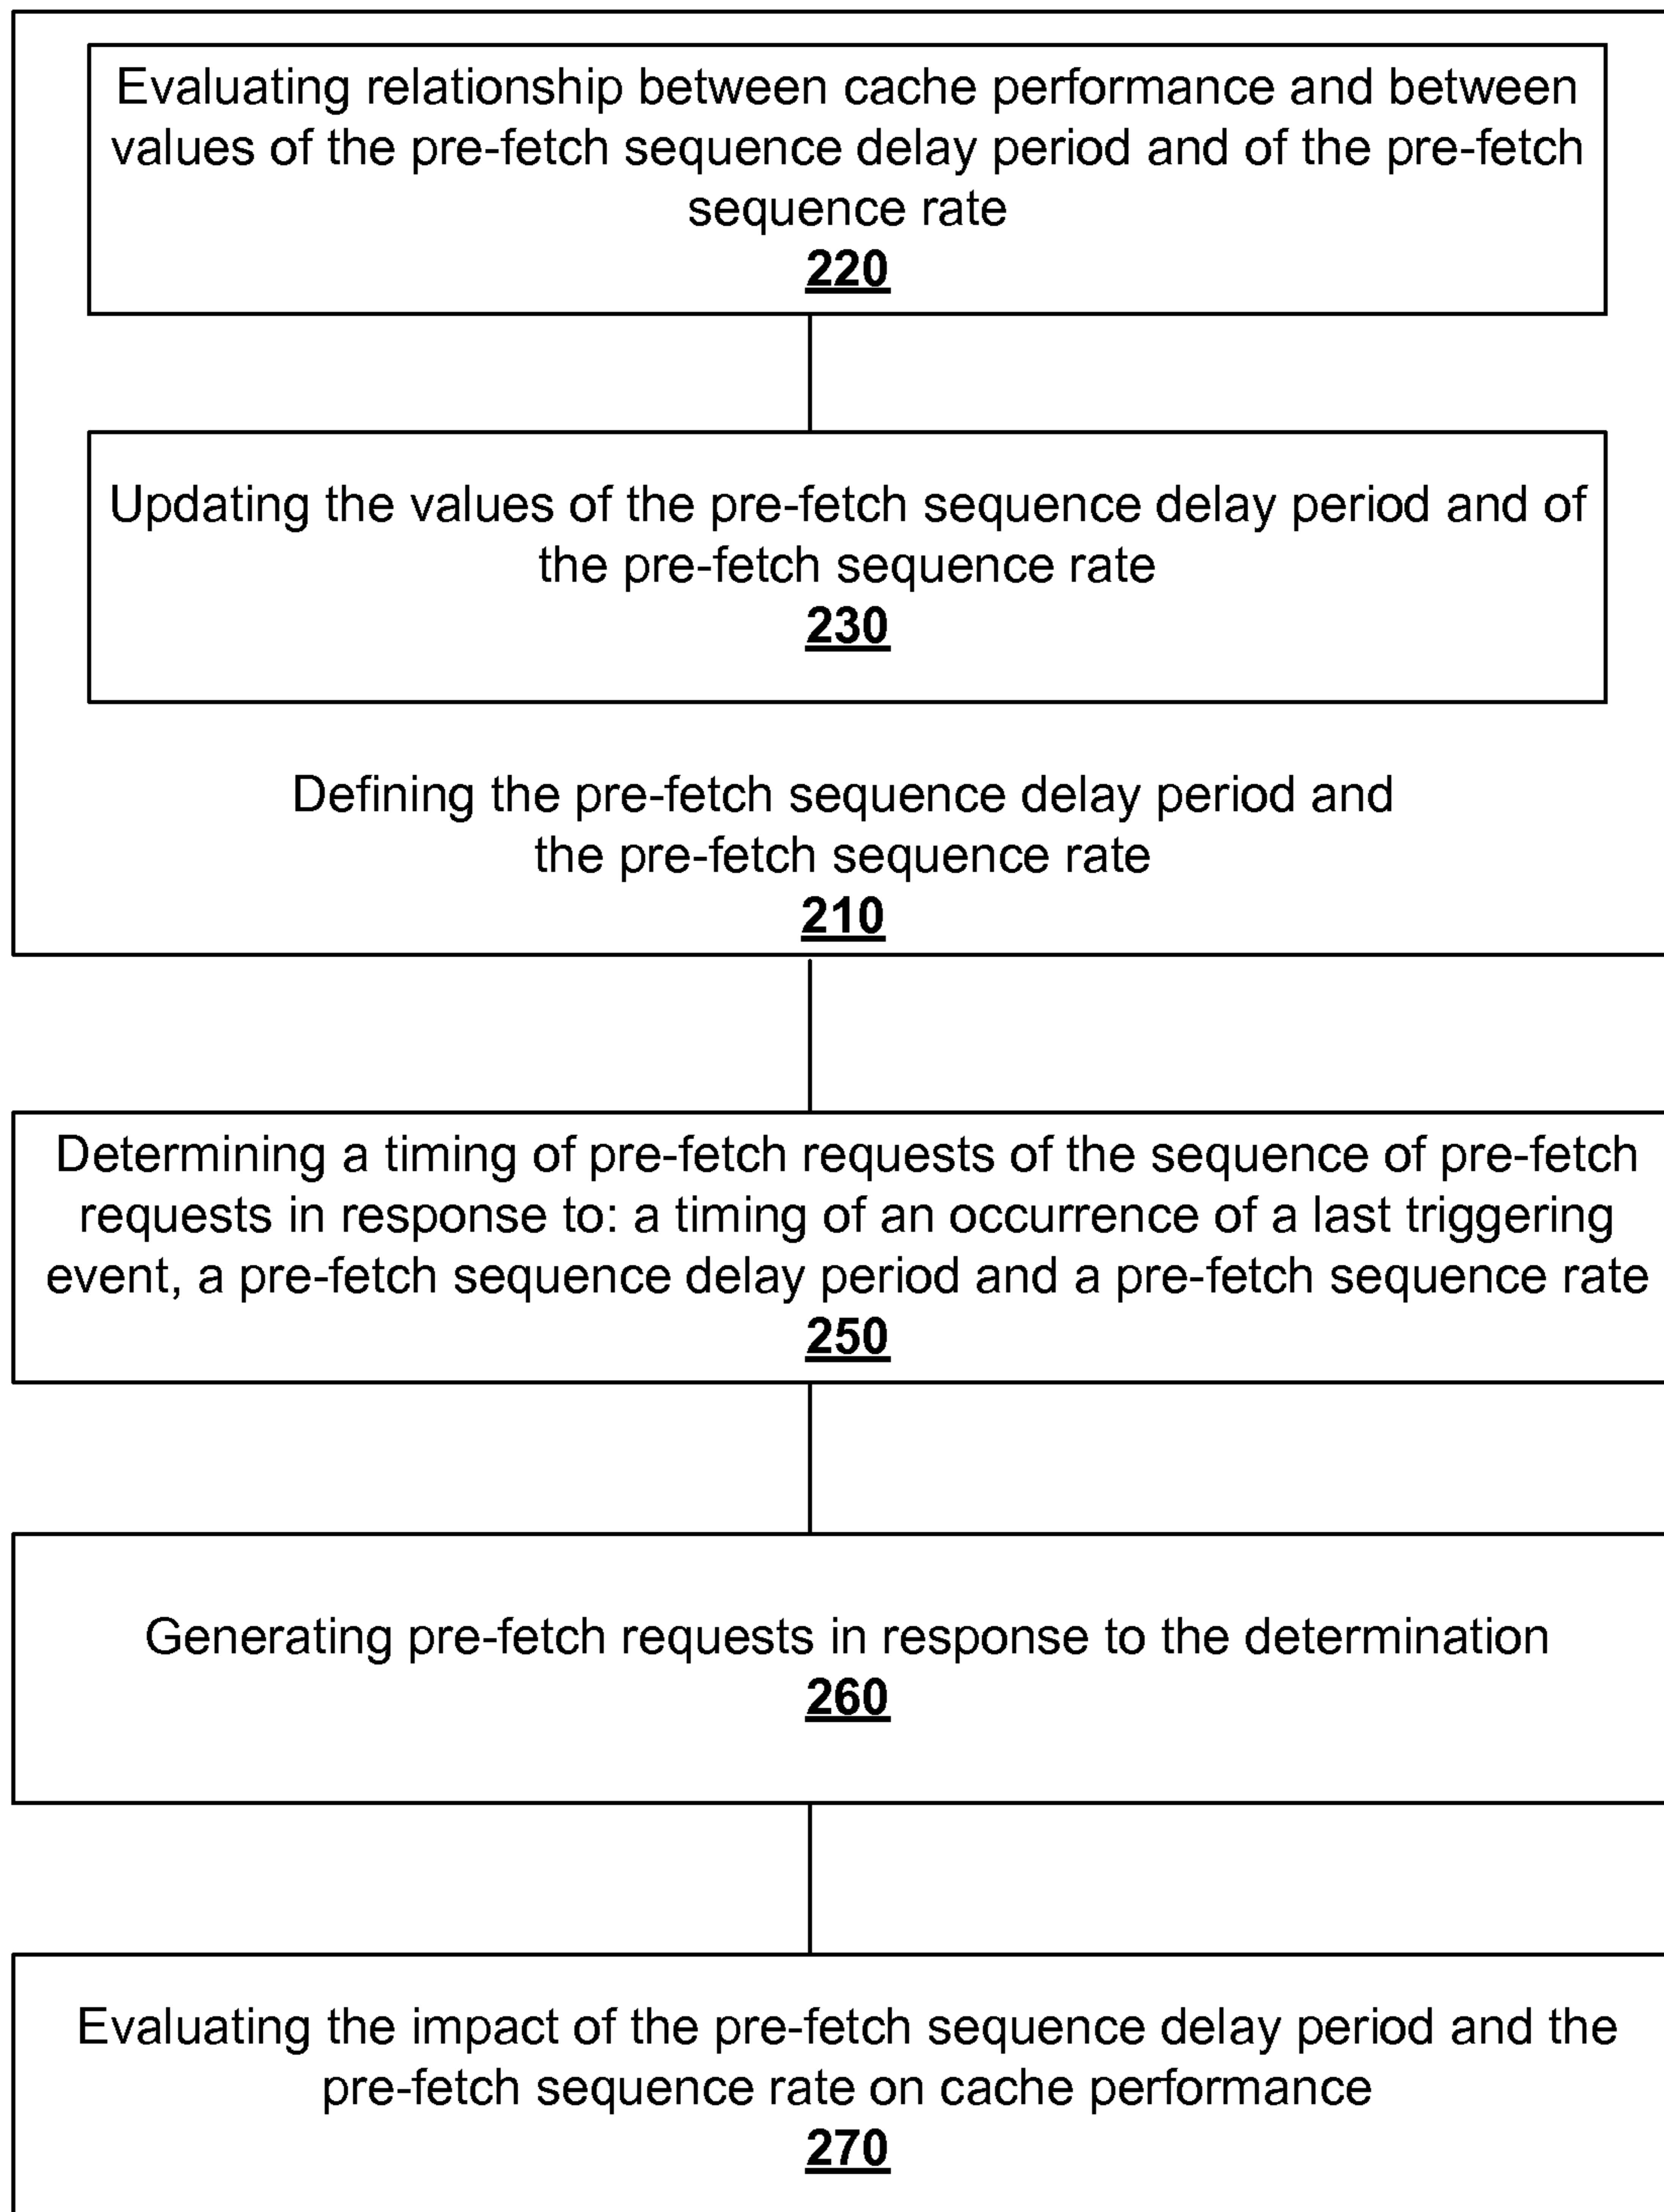 Evaluating relationship between cache performance and between
values of the pre-fetch sequence delay period and of the pre-fetch
sequence rate
220
Updating the values of the pre-fetch sequence delay period and of
the pre-fetch sequence rate
230
Defining the pre-fetch sequence delay period and
the pre-fetch sequence rate
210
Determining a timing of pre-fetch requests of the sequence of pre-fetch
requests in response to: a timing of an occurrence of a last triggering
event, a pre-fetch sequence delay period and a pre-fetch sequence rate
250
Generating pre-fetch requests in response to the determination
260
Evaluating the impact of the pre-fetch sequence delay period and the
pre-fetch sequence rate on cache performance
270